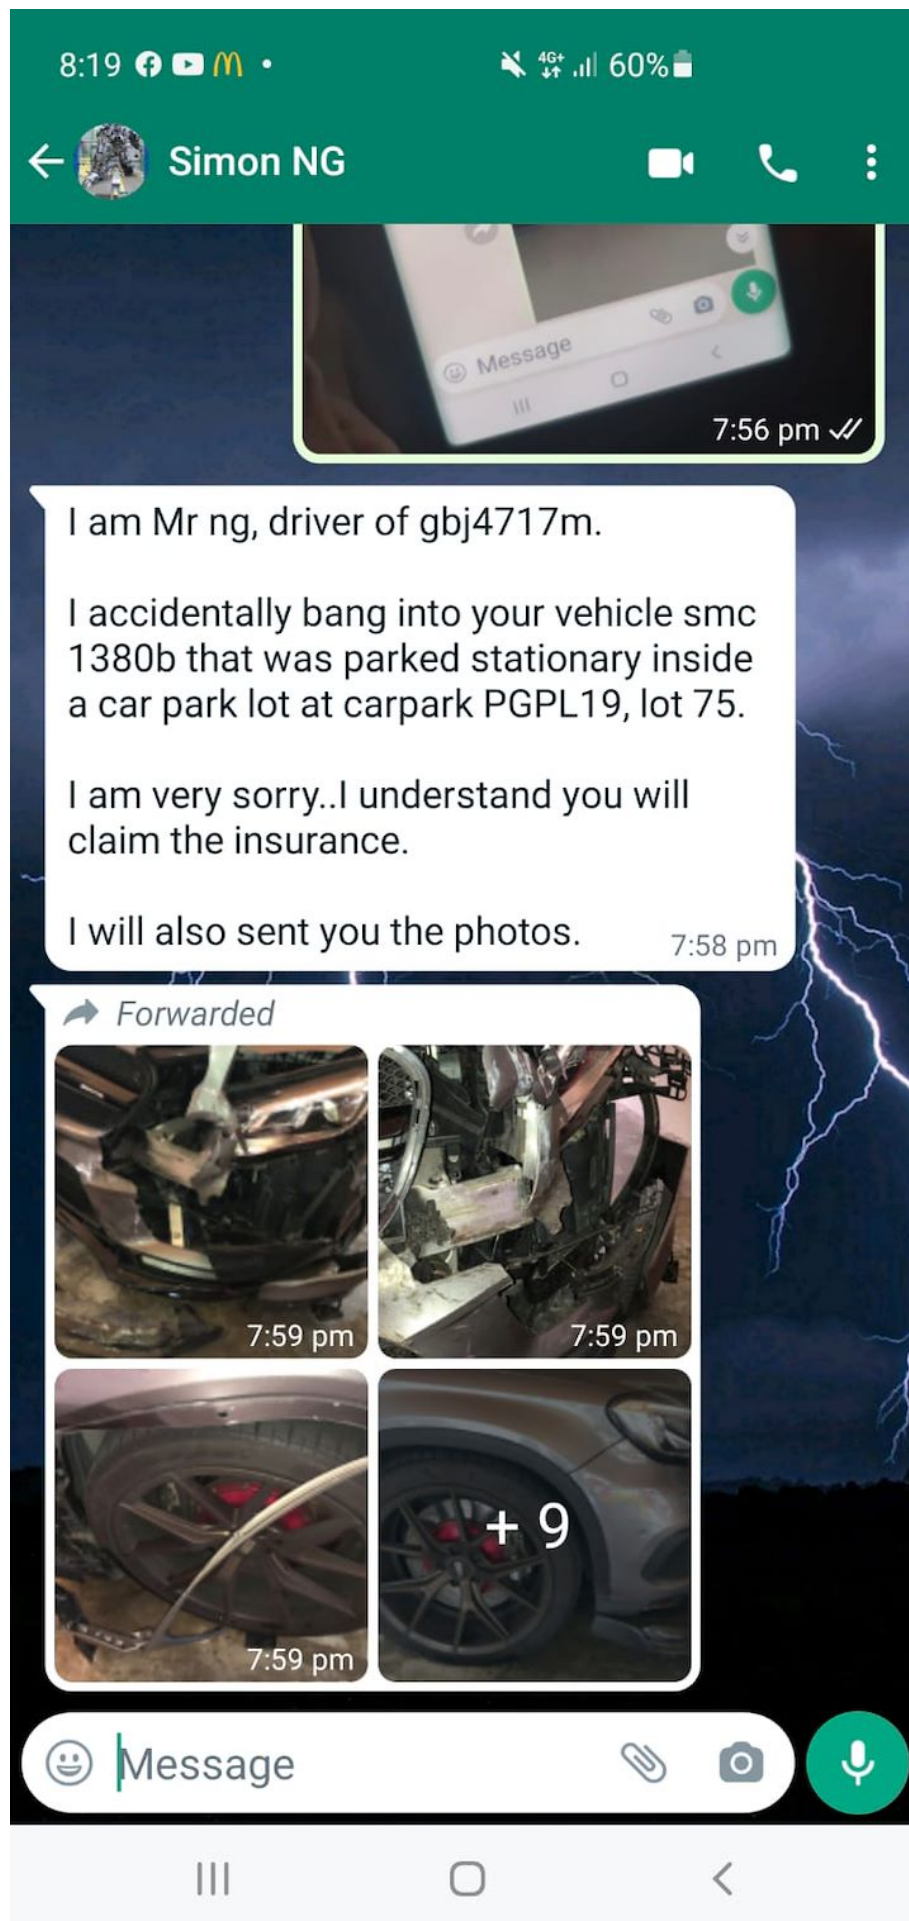 8:19 4G+ 60%
Simon NG
Message
7:56 pm
I am Mr ng, driver of gbj4717m.
I accidentally bang into your vehicle smc
1380b that was parked stationary inside
a car park lot at carpark PGPL19, lot 75.
I am very sorry..I understand you will
claim the insurance.
I will also sent you the photos.
7:58 pm
Forwarded
7:59 pm 7:59 pm
7:59 pm + 9
Message